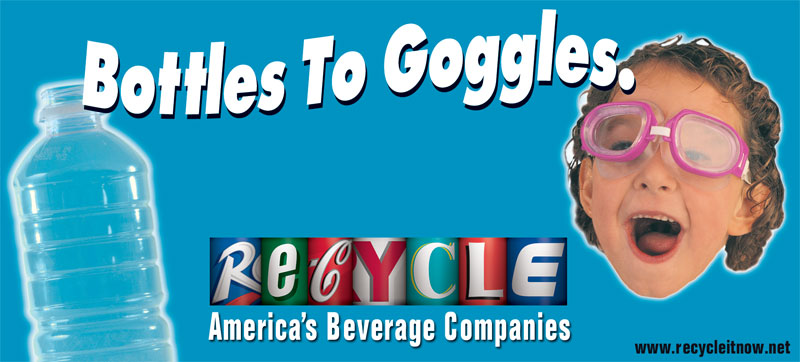 Bottles To Goggles.
ReCYCLE
America's Beverage Companies
www.recycleitnow.net